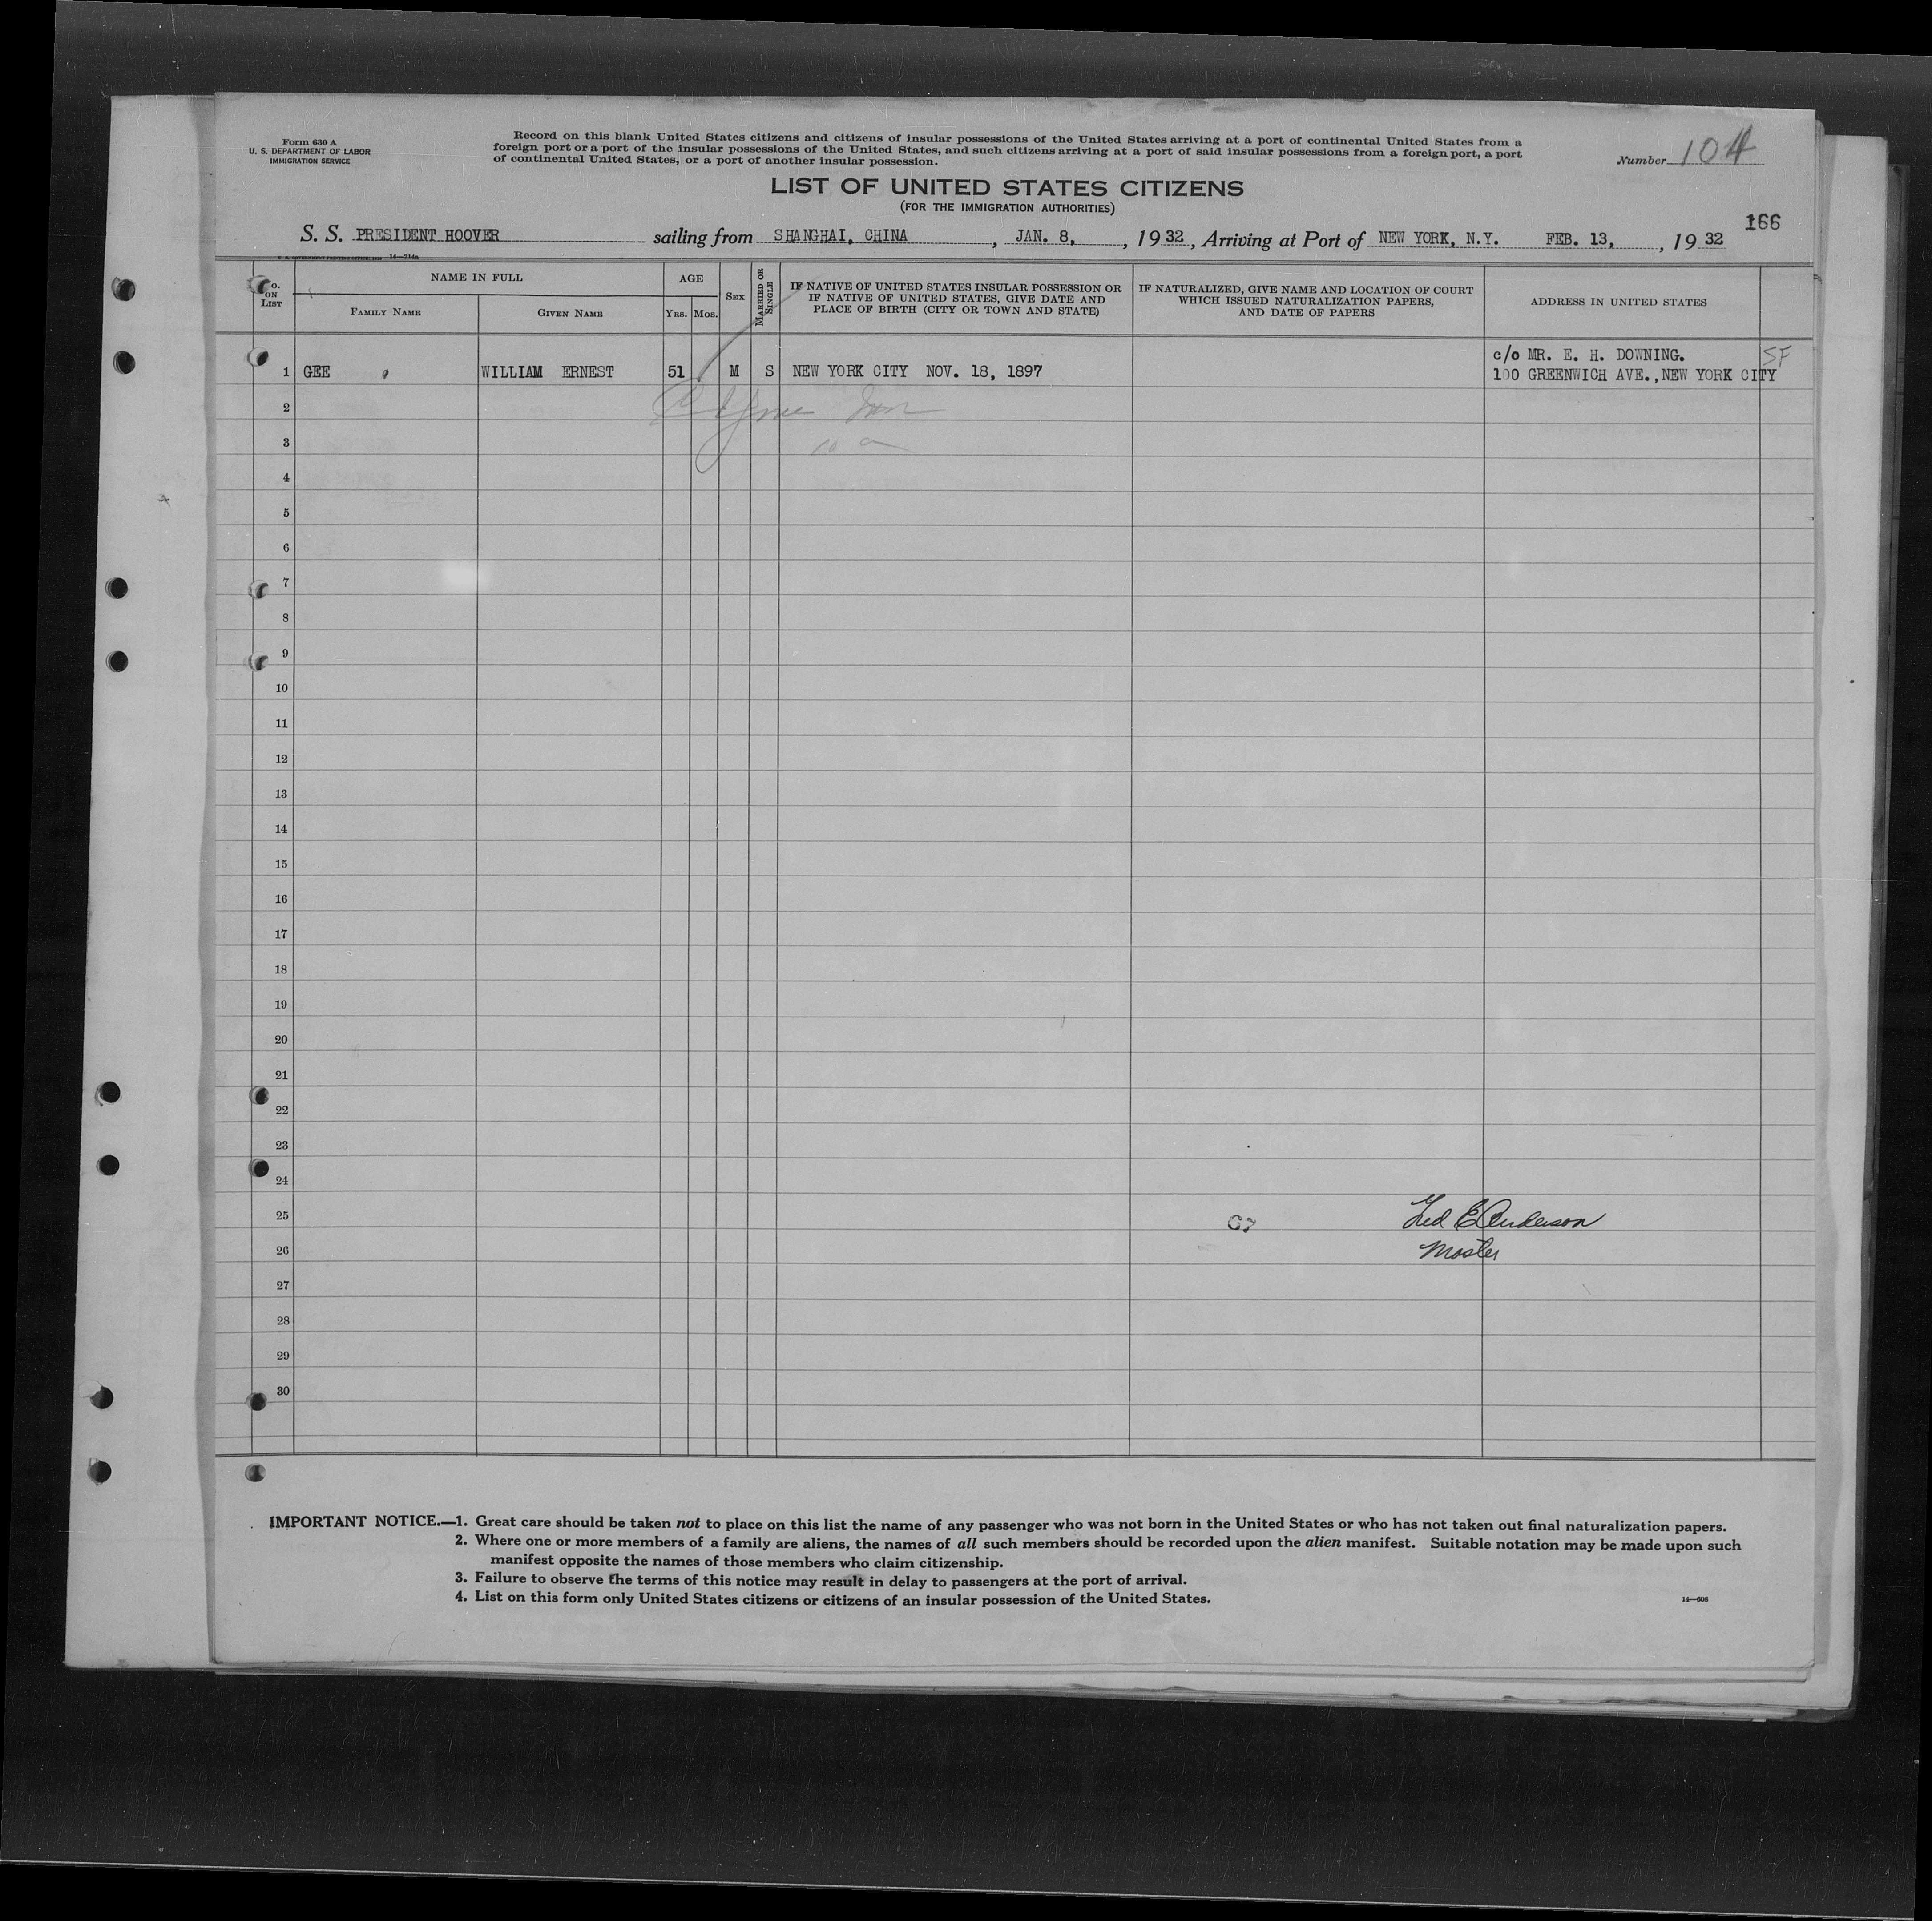 Form 630 A
U. S. DEPARTMENT OF LABOR
IMMIGRATION SERVICE
Record on this blank United States citizens and citizens of insular possessions of the United States arriving at a port of continental United States from a
foreign port or a port of the insular possessions of the United States, and such citizens arriving at a port of said insular possessions from a foreign port, a port
of continental United States, or a port of another insular possession.
Number 104
LIST OF UNITED STATES CITIZENS
(FOR THE IMMIGRATION AUTHORITIES)
166
S. S. PRESIDENT HOOVER sailing from SHANGHAI, CHINA, JAN. 8, , 1932, Arriving at Port of NEW YORK, N.Y. FEB. 13, , 1932
14—214a
NAME IN FULL
AGE
O.
ON
LIST
FAMILY NAME
GIVEN NAME
YRS.
MOS.
SEX
MARRIED OR
SINGLE
IF NATIVE OF UNITED STATES INSULAR POSSESSION OR
IF NATIVE OF UNITED STATES, GIVE DATE AND
PLACE OF BIRTH (CITY OR TOWN AND STATE)
IF NATURALIZED, GIVE NAME AND LOCATION OF COURT
WHICH ISSUED NATURALIZATION PAPERS,
AND DATE OF PAPERS
ADDRESS IN UNITED STATES
c/o MR. E. H. DOWNING. SF
1 GEE WILLIAM ERNEST 51 M S NEW YORK CITY NOV. 18, 1897 100 GREENWICH AVE.,NEW YORK CITY
2
3
4
5
6
7
8
9
10
11
12
13
14
15
16
17
18
19
20
21
22
23
24
25 Fred E Anderson
26 Master
27
28
29
30
IMPORTANT NOTICE.—1. Great care should be taken not to place on this list the name of any passenger who was not born in the United States or who has not taken out final naturalization papers.
2. Where one or more members of a family are aliens, the names of all such members should be recorded upon the alien manifest. Suitable notation may be made upon such
manifest opposite the names of those members who claim citizenship.
3. Failure to observe the terms of this notice may result in delay to passengers at the port of arrival.
4. List on this form only United States citizens or citizens of an insular possession of the United States.
14—608